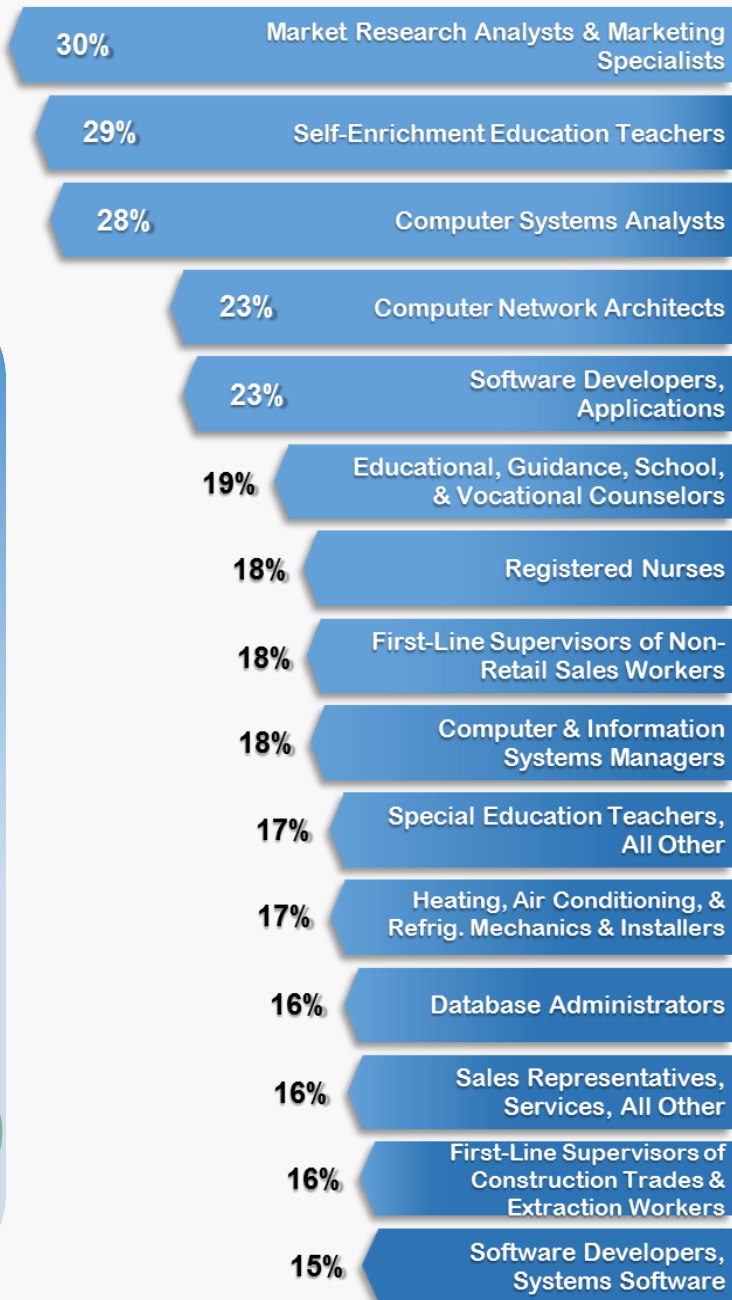 30%
Market Research Analysts & Marketing
Specialists
29%
Self-Enrichment Education Teachers
28%
Computer Systems Analysts
23%
Computer Network Architects
23%
Software Developers,
Applications
19%
Educational, Guidance, School,
& Vocational Counselors
18%
Registered Nurses
18%
First-Line Supervisors of Non-
Retail Sales Workers
18%
Computer & Information
Systems Managers
17%
Special Education Teachers,
All Other
17%
Heating, Air Conditioning, &
Refrig. Mechanics & Installers
16%
Database Administrators
16%
Sales Representatives,
Services, All Other
16%
First-Line Supervisors of
Construction Trades &
Extraction Workers
15%
Software Developers,
Systems Software